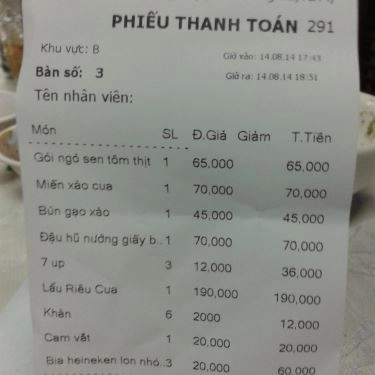 PHIẾU THANH TOÁN 291
Khu vực: B Giờ vào: 14.08.14 17:43
Bàn số: 3 Giờ ra: 14.08.14 18:51
Tên nhân viên:
Món SL Đ.Giá Giảm T.Tiền
Gỏi ngó sen tôm thịt 1 65,000 65,000
Miến xào cua 1 70,000 70,000
Bún gạo xào 1 45,000 45,000
Đậu hũ nướng giấy b.. 1 70,000 70,000
7 up 3 12,000 36,000
Lẩu Riêu Cua 1 190,000 190,000
Khăn 6 2000 12,000
Cam vắt 1 20,000 20,000
Bia heineken lon nhỏ.. 3 20,000 60,000